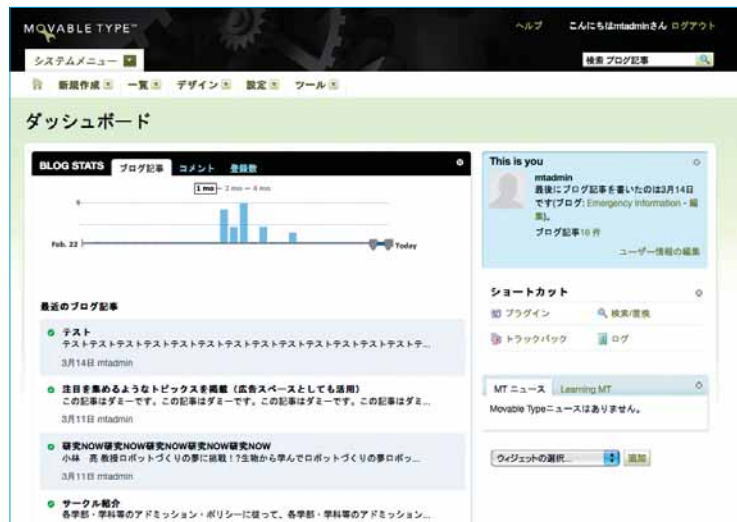 MOVABLE TYPE™
ヘルプ こんにちはmtadminさん ログアウト
システムメニュー
検索 ブログ記事
新規作成 一覧 デザイン 設定 ツール
ダッシュボード
BLOG STATS ブログ記事 コメント 登録数
1 mo - 2 mo - 4 mo
6
Feb. 22
Today
最近のブログ記事
テスト
テストテストテストテストテストテストテストテストテストテストテストテストテ...
3月14日 mtadmin
注目を集めるようなトピックスを掲載(広告スペースとしても活用)
この記事はダミーです。この記事はダミーです。この記事はダミーです。この記事はダミ...
3月11日 mtadmin
研究NOW研究NOW研究NOW研究NOW研究NOW
小林 亮 教授ロボットづくりの夢に挑戦!?生物から学んでロボットづくりの夢ロボッ...
3月11日 mtadmin
サークル紹介
各学部・学科等のアドミッション・ポリシーに従って、各学部・学科等のアドミッション...
This is you
mtadmin
最後にブログ記事を書いたのは3月14日
です(ブログ: Emergency Information - 編
集)。
ブログ記事16 件
ユーザー情報の編集
ショートカット
プラグイン 検索/置換
トラックバック ログ
MT ニュース Learning MT
Movable Typeニュースはありません。
ウィジェットの選択... 追加